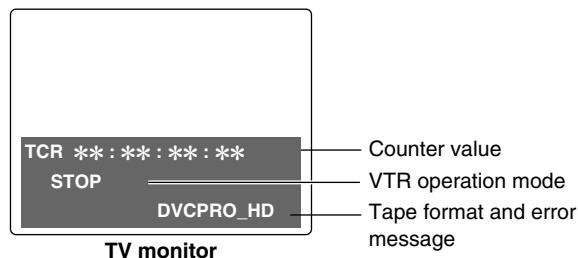 TCR **:**:**:** Counter value
STOP VTR operation mode
DVCPRO_HD Tape format and error
message
TV monitor